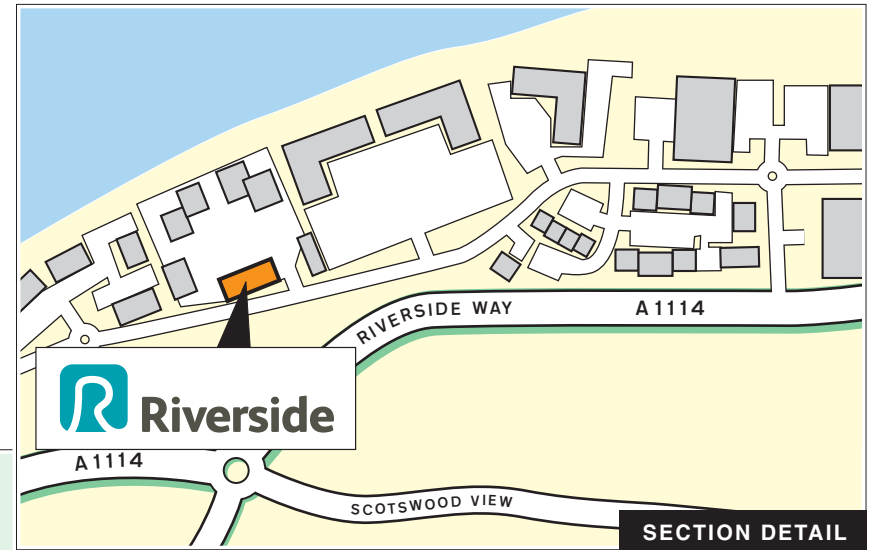 RIVERSIDE WAY
A1114
Riverside
A1114
SCOTSWOOD VIEW
SECTION DETAIL